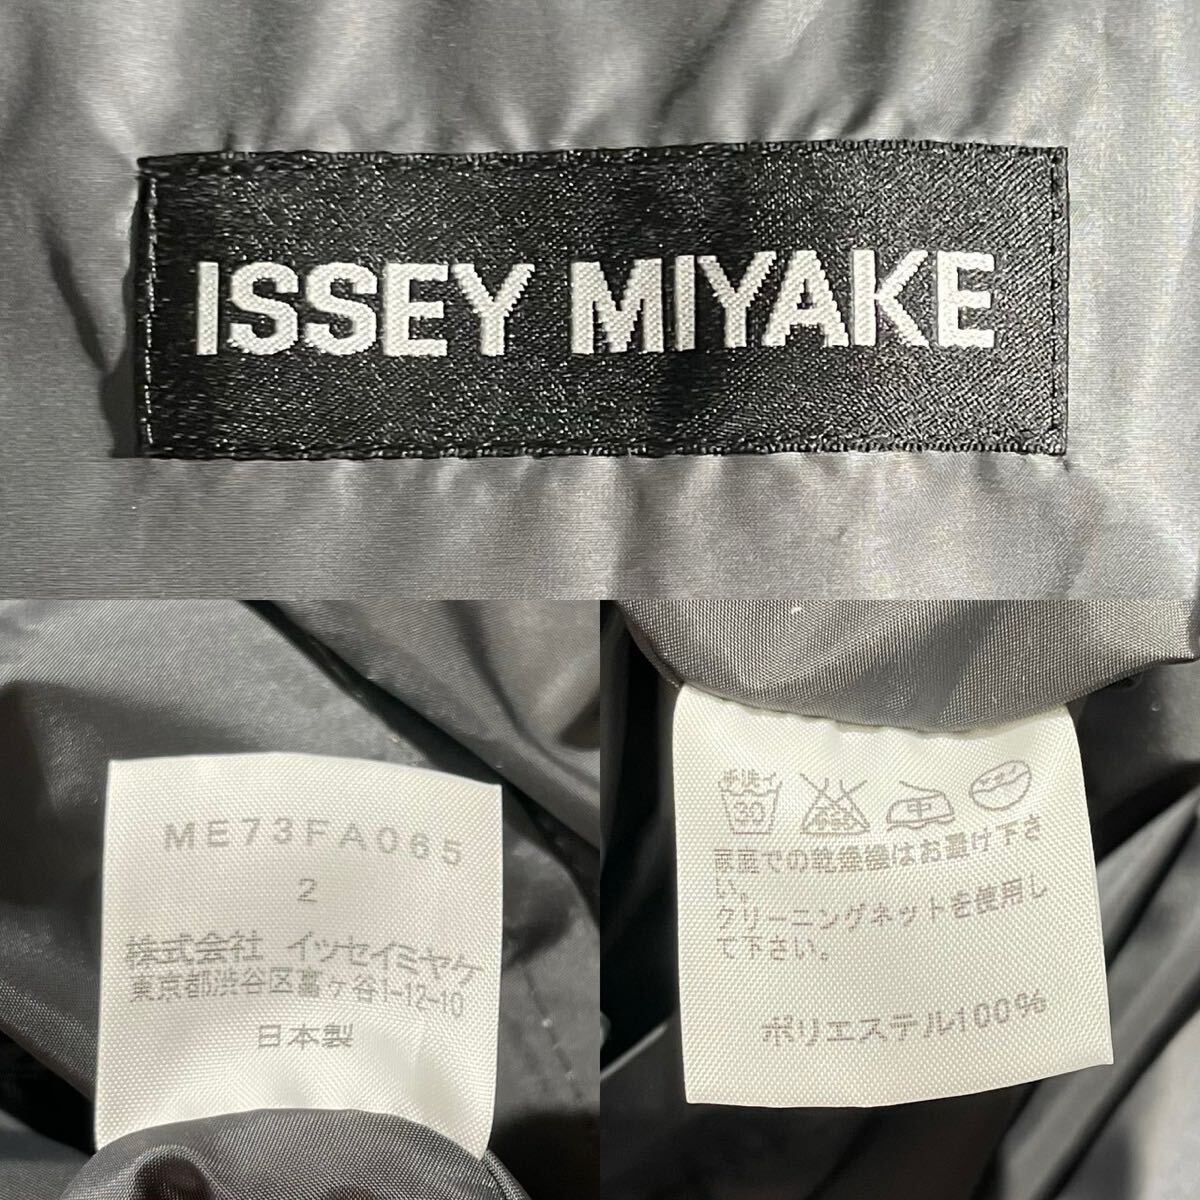 ISSEY MIYAKE
ME73FA065
2
株式会社 イッセイミヤケ
東京都渋谷区富ヶ谷1-12-10
日本製
手洗イ
30
中
家庭での乾燥機はお避け下さ
い。
クリーニングネットを使用し
て下さい。
ポリエステル100%